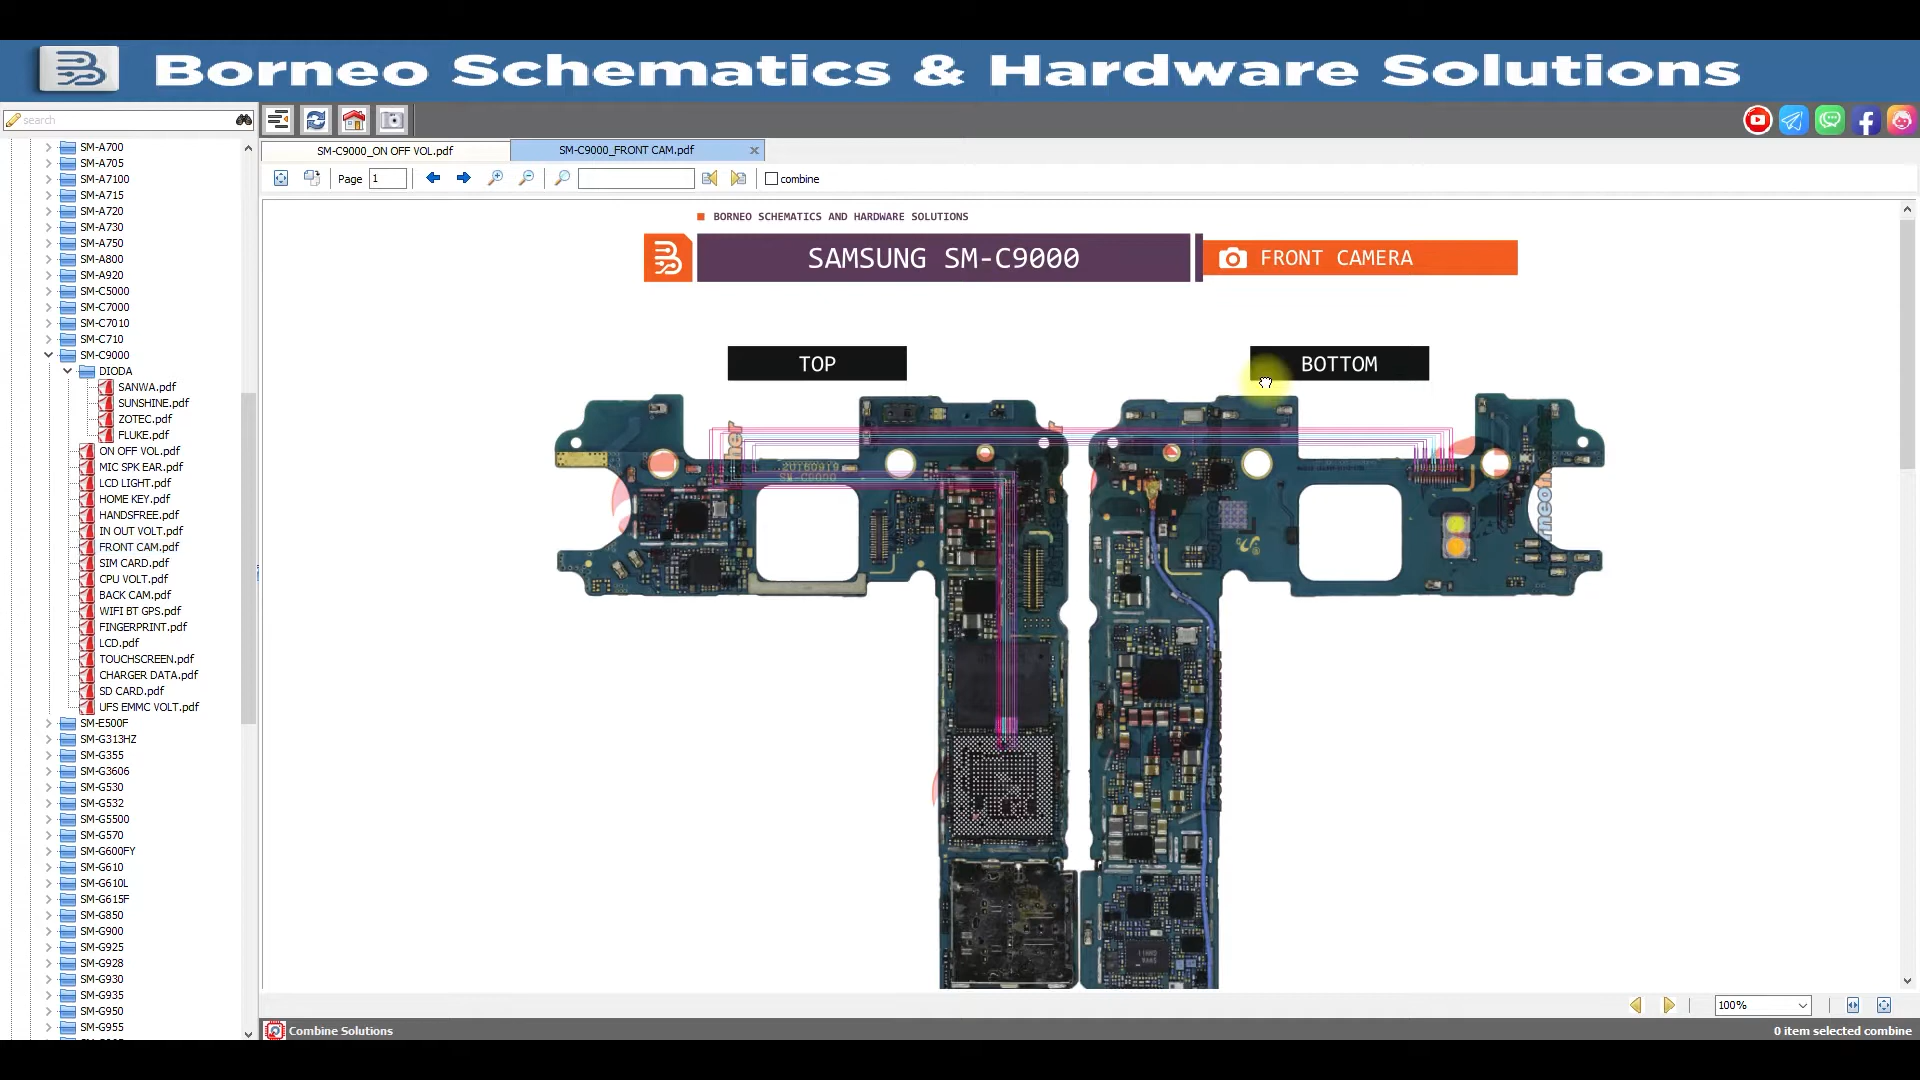 Borneo Schematics & Hardware Solutions
search
SM-C9000_ON OFF VOL.pdf
SM-C9000_FRONT CAM.pdf
Page 1
combine
SM-A700
SM-A705
SM-A7100
SM-A715
SM-A720
SM-A730
SM-A750
SM-A800
SM-A920
SM-C5000
SM-C7000
SM-C7010
SM-C710
SM-C9000
DIODA
SANWA.pdf
SUNSHINE.pdf
ZOTEC.pdf
FLUKE.pdf
ON OFF VOL.pdf
MIC SPK EAR.pdf
LCD LIGHT.pdf
HOME KEY.pdf
HANDSFREE.pdf
IN OUT VOLT.pdf
FRONT CAM.pdf
SIM CARD.pdf
CPU VOLT.pdf
BACK CAM.pdf
WIFI BT GPS.pdf
FINGERPRINT.pdf
LCD.pdf
TOUCHSCREEN.pdf
CHARGER DATA.pdf
SD CARD.pdf
UFS EMMC VOLT.pdf
SM-E500F
SM-G313HZ
SM-G355
SM-G3606
SM-G530
SM-G532
SM-G5500
SM-G570
SM-G600FY
SM-G610
SM-G610L
SM-G615F
SM-G850
SM-G900
SM-G925
SM-G928
SM-G930
SM-G935
SM-G950
SM-G955
BORNEO SCHEMATICS AND HARDWARE SOLUTIONS
SAMSUNG SM-C9000
FRONT CAMERA
TOP
BOTTOM
20160919
SM-C9000
100%
Combine Solutions
0 item selected combine